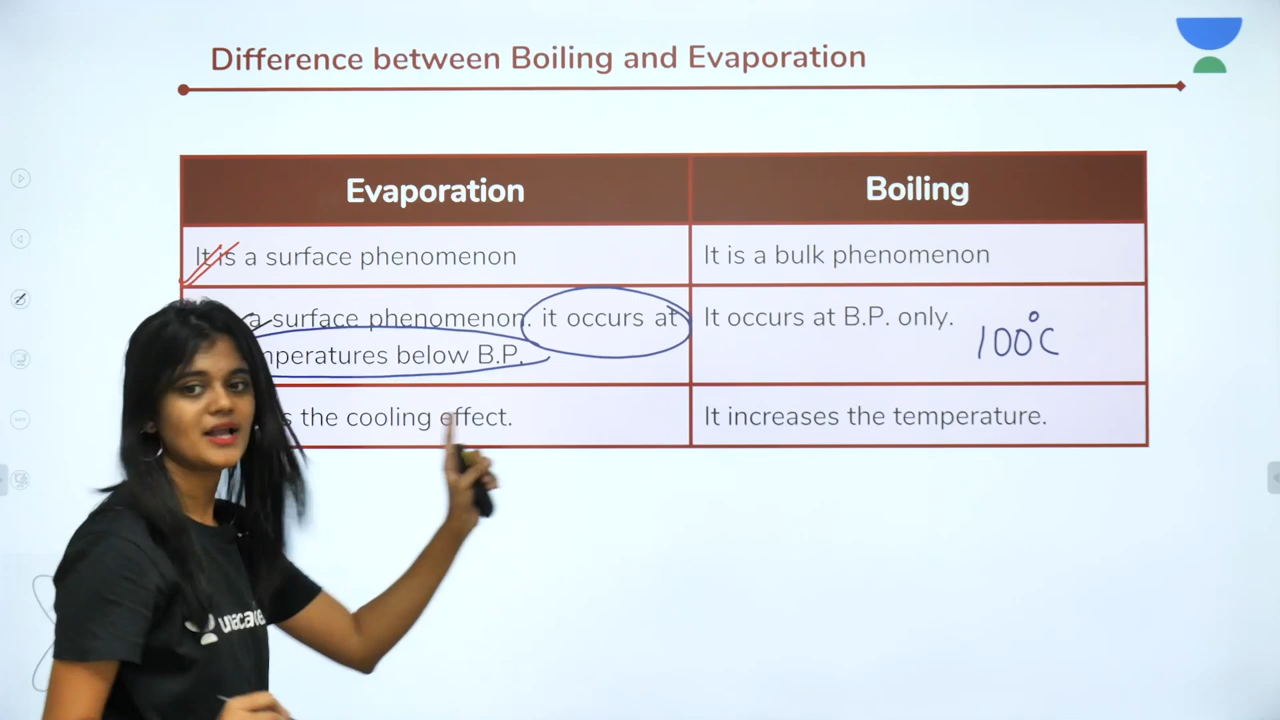 Difference between Boiling and Evaporation
Evaporation
Boiling
It is a surface phenomenon
It is a bulk phenomenon
a surface phenomenon. it occurs at
below B.P.
It occurs at B.P. only.
100°C
the cooling effect.
It increases the temperature.